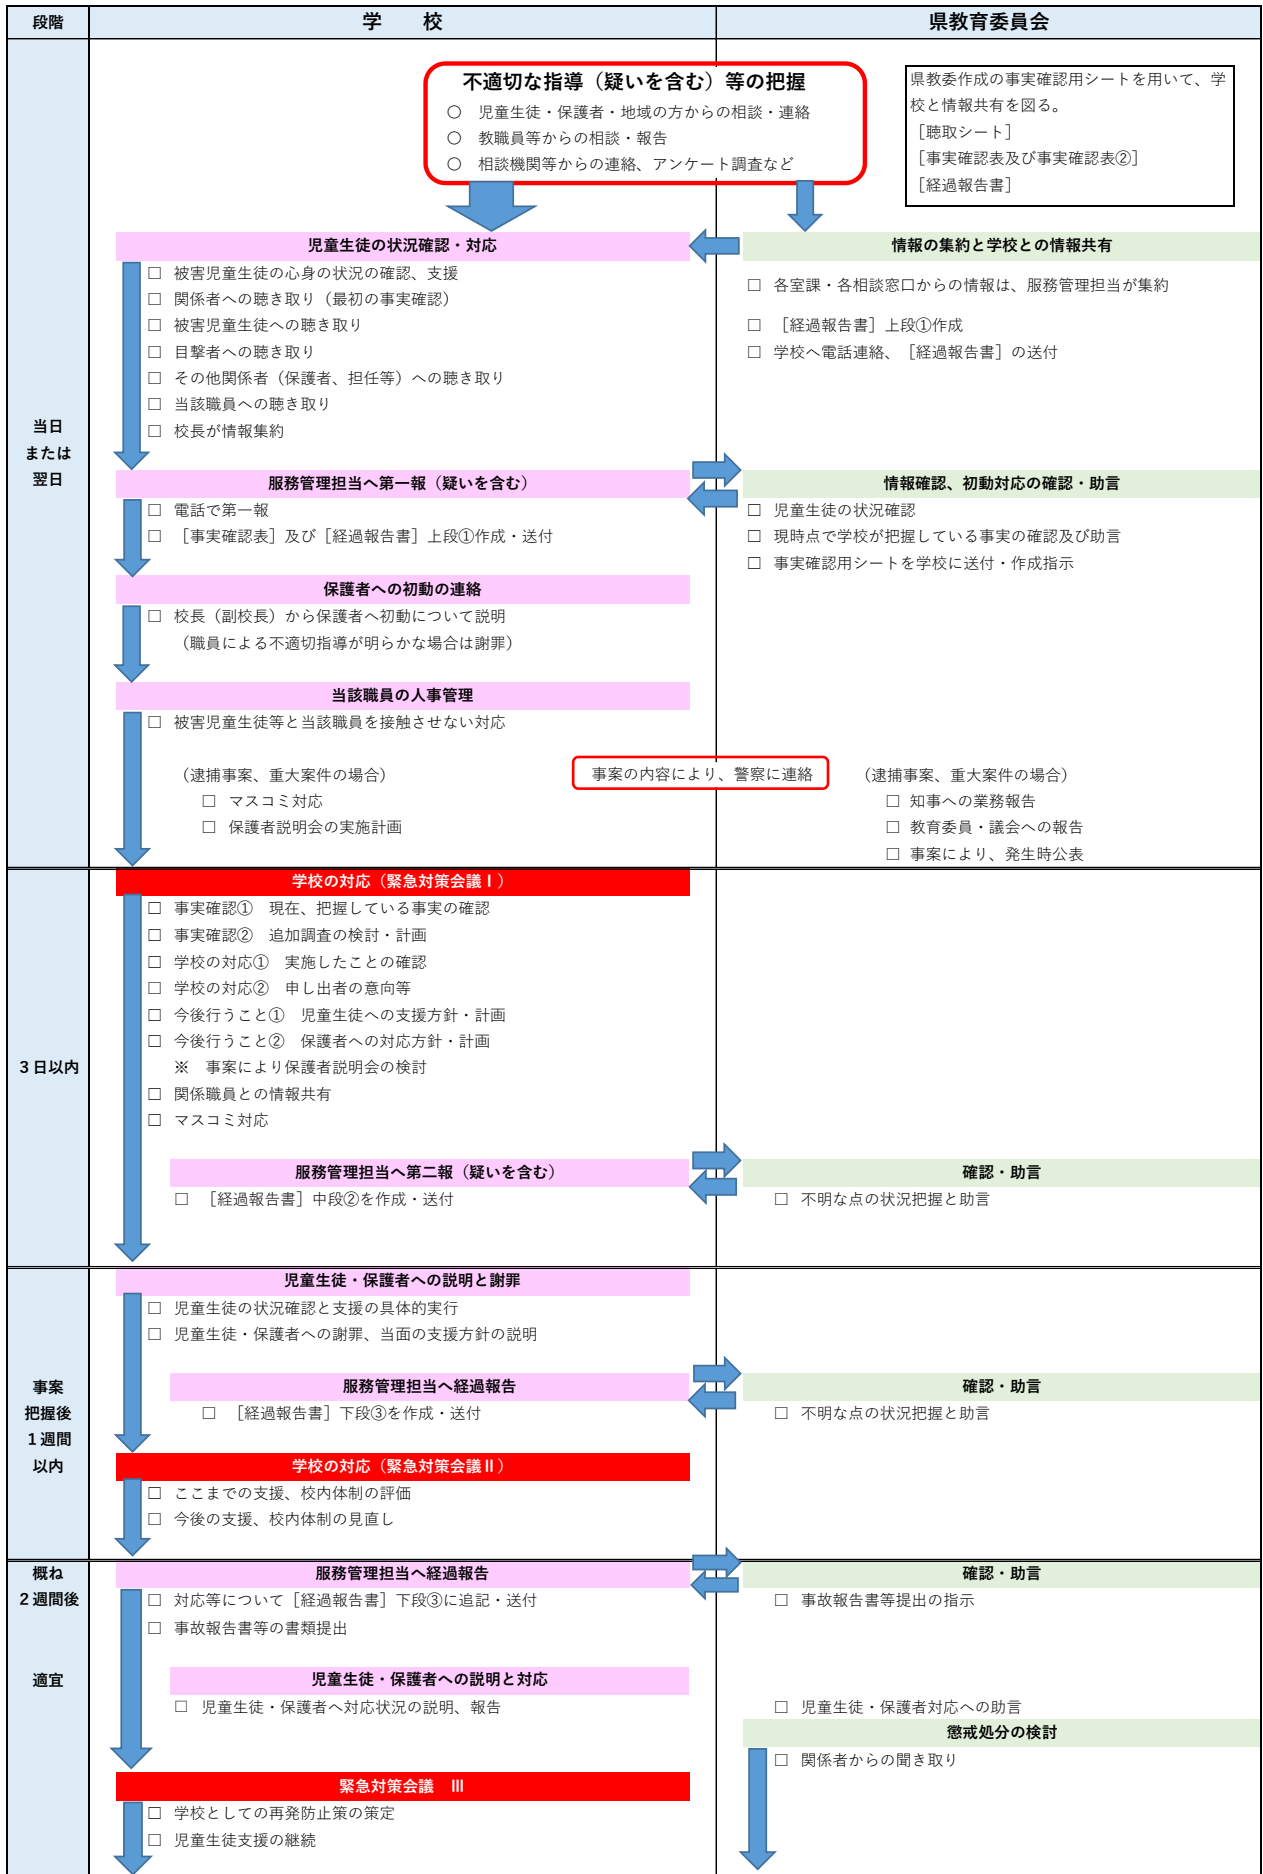 段階
学　　校
県教育委員会
当日
または
翌日
不適切な指導（疑いを含む）等の把握
○　児童生徒・保護者・地域の方からの相談・連絡
○　教職員等からの相談・報告
○　相談機関等からの連絡、アンケート調査など
県教委作成の事実確認用シートを用いて、学
校と情報共有を図る。
［聴取シート］
［事実確認表及び事実確認表②］
［経過報告書］
児童生徒の状況確認・対応
□　被害児童生徒の心身の状況の確認、支援
□　関係者への聴き取り（最初の事実確認）
□　被害児童生徒への聴き取り
□　目撃者への聴き取り
□　その他関係者（保護者、担任等）への聴き取り
□　当該職員への聴き取り
□　校長が情報集約
情報の集約と学校との情報共有
□　各室課・各相談窓口からの情報は、服務管理担当が集約
□　［経過報告書］上段①作成
□　学校へ電話連絡、［経過報告書］の送付
服務管理担当へ第一報（疑いを含む）
□　電話で第一報
□　［事実確認表］及び［経過報告書］上段①作成・送付
情報確認、初動対応の確認・助言
□　児童生徒の状況確認
□　現時点で学校が把握している事実の確認及び助言
□　事実確認用シートを学校に送付・作成指示
保護者への初動の連絡
□　校長（副校長）から保護者へ初動について説明
（職員による不適切指導が明らかな場合は謝罪）
当該職員の人事管理
□　被害児童生徒等と当該職員を接触させない対応
（逮捕事案、重大案件の場合）
□　マスコミ対応
□　保護者説明会の実施計画
事案の内容により、警察に連絡
（逮捕事案、重大案件の場合）
□　知事への業務報告
□　教育委員・議会への報告
□　事案により、発生時公表
３日以内
学校の対応（緊急対策会議Ⅰ）
□　事実確認①　現在、把握している事実の確認
□　事実確認②　追加調査の検討・計画
□　学校の対応①　実施したことの確認
□　学校の対応②　申し出者の意向等
□　今後行うこと①　児童生徒への支援方針・計画
□　今後行うこと②　保護者への対応方針・計画
※　事案により保護者説明会の検討
□　関係職員との情報共有
□　マスコミ対応
服務管理担当へ第二報（疑いを含む）
□　［経過報告書］中段②を作成・送付
確認・助言
□　不明な点の状況把握と助言
事案
把握後
１週間
以内
児童生徒・保護者への説明と謝罪
□　児童生徒の状況確認と支援の具体的実行
□　児童生徒・保護者への謝罪、当面の支援方針の説明
服務管理担当へ経過報告
□　［経過報告書］下段③を作成・送付
確認・助言
□　不明な点の状況把握と助言
学校の対応（緊急対策会議Ⅱ）
□　ここまでの支援、校内体制の評価
□　今後の支援、校内体制の見直し
概ね
２週間後
適宜
服務管理担当へ経過報告
□　対応等について［経過報告書］下段③に追記・送付
□　事故報告書等の書類提出
確認・助言
□　事故報告書等提出の指示
児童生徒・保護者への説明と対応
□　児童生徒・保護者へ対応状況の説明、報告
□　児童生徒・保護者対応への助言
懲戒処分の検討
□　関係者からの聞き取り
緊急対策会議　Ⅲ
□　学校としての再発防止策の策定
□　児童生徒支援の継続